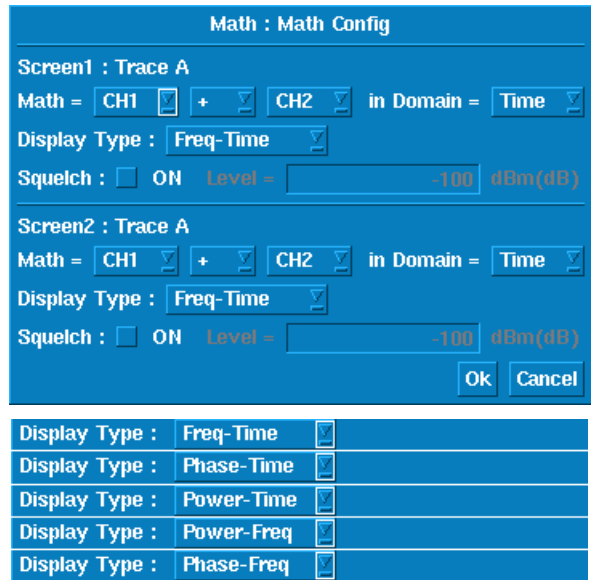 Math : Math Config
Screen1 : Trace A
Math = CH1 + CH2 in Domain = Time
Display Type : Freq-Time
Squelch : ON Level = -100 dBm(dB)
Screen2 : Trace A
Math = CH1 + CH2 in Domain = Time
Display Type : Freq-Time
Squelch : ON Level = -100 dBm(dB)
Ok Cancel
Display Type : Freq-Time
Display Type : Phase-Time
Display Type : Power-Time
Display Type : Power-Freq
Display Type : Phase-Freq